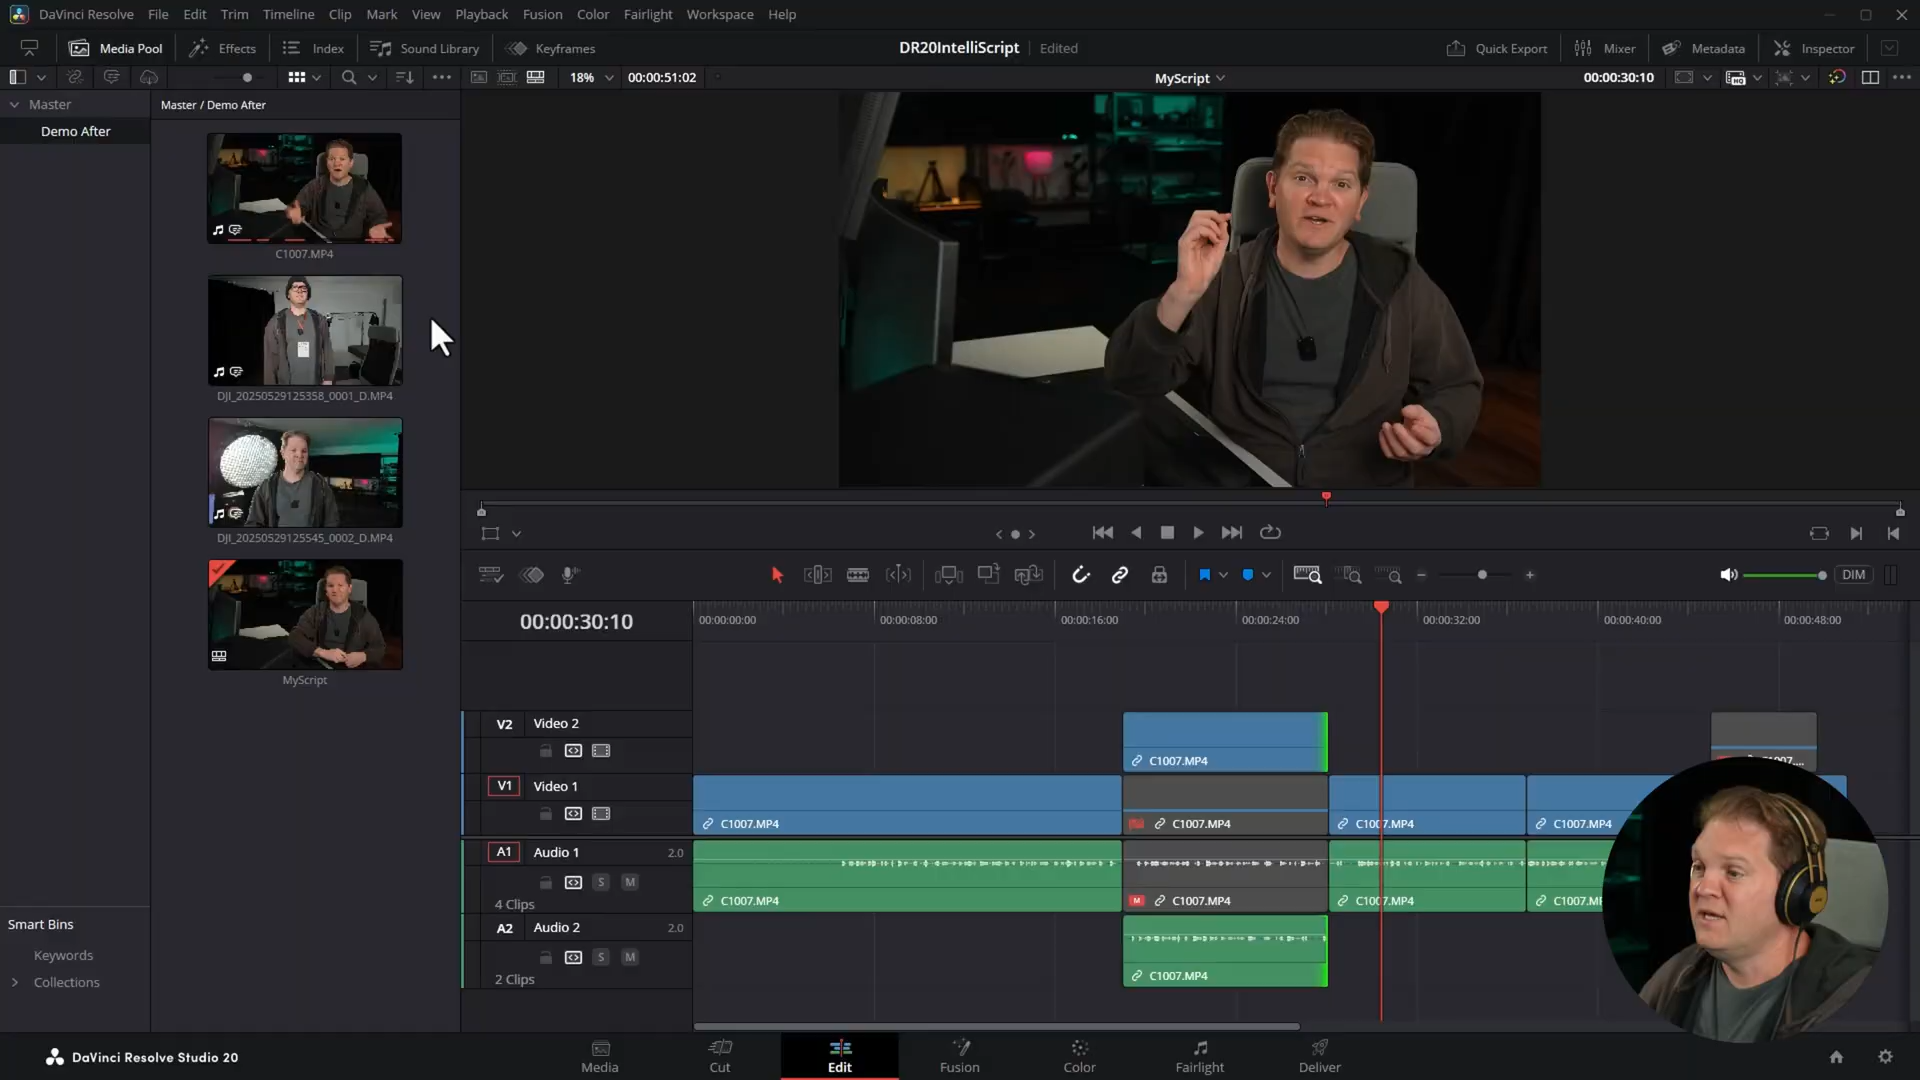 DaVinci Resolve File Edit Trim Timeline Clip Mark View Playback Fusion Color Fairlight Workspace Help
Media Pool Effects Index Sound Library Keyframes DR20IntelliScript Edited Quick Export Mixer Metadata Inspector
18% 00:00:51:02 MyScript 00:00:30:10
Master
Master / Demo After
Demo After
C1007.MP4
DJI_20250529125358_0001_D.MP4
DJI_20250529125545_0002_D.MP4
MyScript
DIM
00:00:30:10
00:00:00:00 00:00:08:00 00:00:16:00 00:00:24:00 00:00:32:00 00:00:40:00 00:00:48:00
V2 Video 2
C1007.MP4
V1 Video 1
C1007.MP4 C1007.MP4 C1007.MP4 C1007.MP4
A1 Audio 1 2.0
S M
4 Clips
C1007.MP4 M C1007.MP4 C1007.MP4
A2 Audio 2 2.0
S M
2 Clips
C1007.MP4
Smart Bins
Keywords
Collections
DaVinci Resolve Studio 20
Media Cut Edit Fusion Color Fairlight Deliver